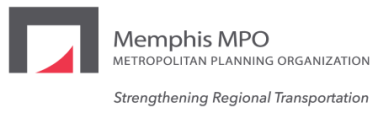 Memphis MPO
METROPOLITAN PLANNING ORGANIZATION
Strengthening Regional Transportation